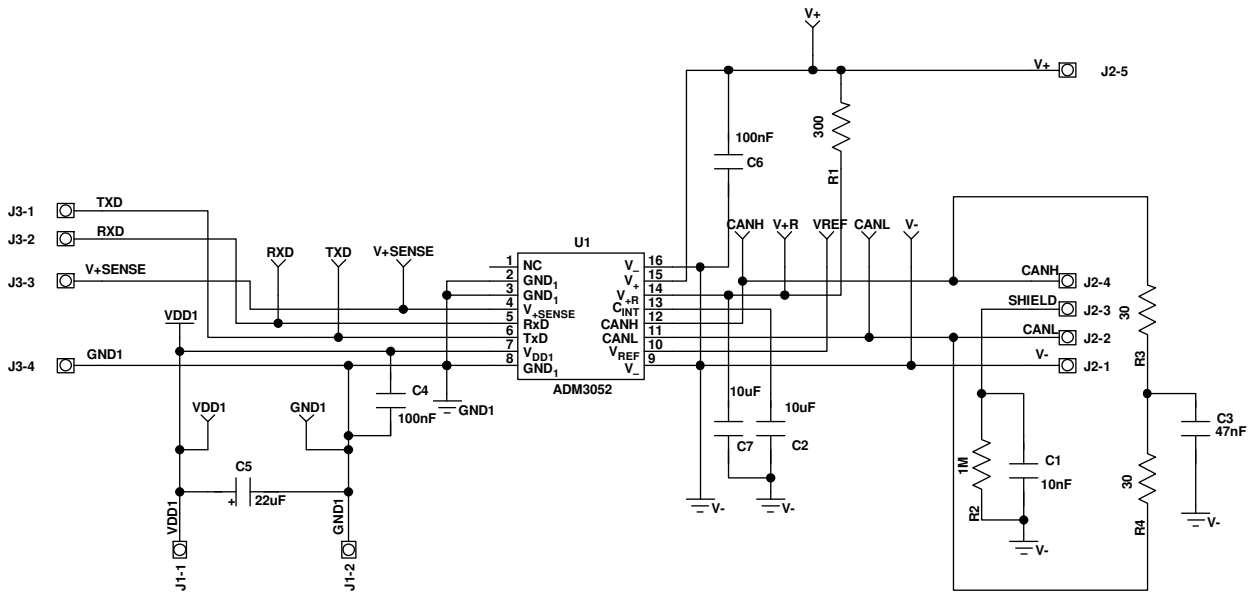 V+
V+
J2-5
300
100nF
C6
R1
J3-1
TXD
J3-2
RXD
J3-3
V+SENSE
RXD
TXD
V+SENSE
CANH
V+R
VREF
CANL
V-
U1
1
NC
2
GND1
3
GND1
4
V+SENSE
5
RxD
6
TxD
7
VDD1
8
GND1
V–
16
V+
15
V+R
14
CINT
13
CANH
12
CANL
11
VREF
10
V–
9
ADM3052
VDD1
J3-4
GND1
CANH
J2-4
SHIELD
J2-3
CANL
J2-2
V-
J2-1
30
R3
C4
100nF
GND1
VDD1
GND1
10uF
C7
10uF
C2
C3
47nF
1M
R2
C1
10nF
30
R4
C5
+
22uF
VDD1
GND1
V-
V-
V-
V-
J1-1
J1-2